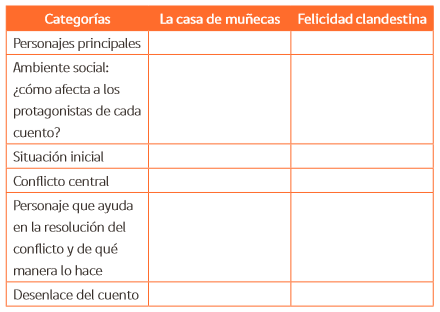 Categorías La casa de muñecas Felicidad clandestina
Personajes principales
Ambiente social:
¿cómo afecta a los
protagonistas de cada
cuento?
Situación inicial
Conflicto central
Personaje que ayuda
en la resolución del
conflicto y de qué
manera lo hace
Desenlace del cuento